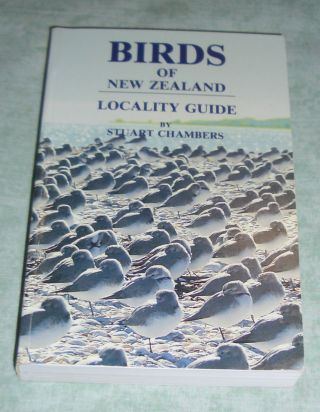 BIRDS
OF
NEW ZEALAND
LOCALITY GUIDE
BY
STUART CHAMBERS